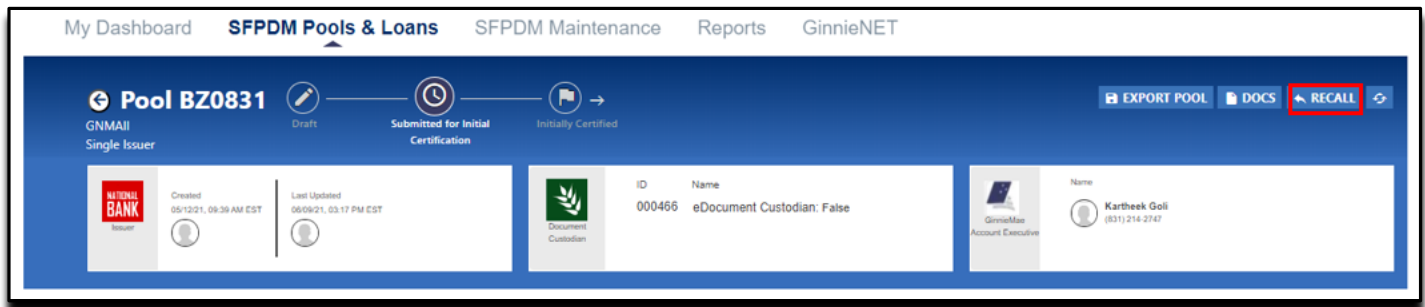 My Dashboard SFPDM Pools & Loans SFPDM Maintenance Reports GinnieNET
Pool BZ0831
GNMAII
Single Issuer
Draft
Submitted for Initial
Certification
Initially Certified
EXPORT POOL DOCS RECALL
NATIONAL
BANK
Issuer
Created
05/12/21, 09:39 AM EST
Last Updated
06/09/21, 03:17 PM EST
Document
Custodian
ID Name
000466 eDocument Custodian: False
GinnieMae
Account Executive
Name
Kartheek Goli
(831) 214-2747